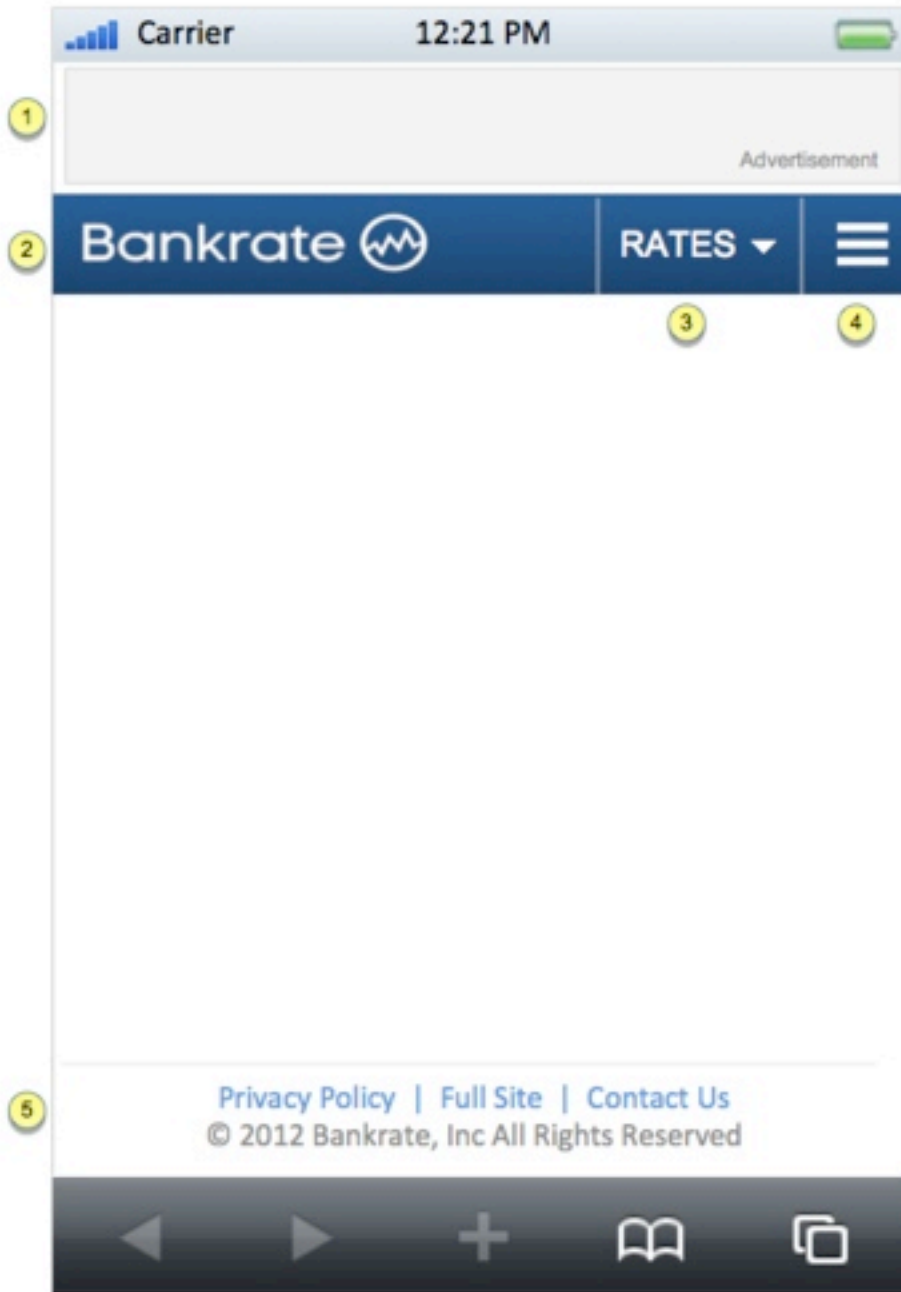 Carrier 12:21 PM
1
Advertisement
2
Bankrate RATES
3 4
5
Privacy Policy | Full Site | Contact Us
© 2012 Bankrate, Inc All Rights Reserved